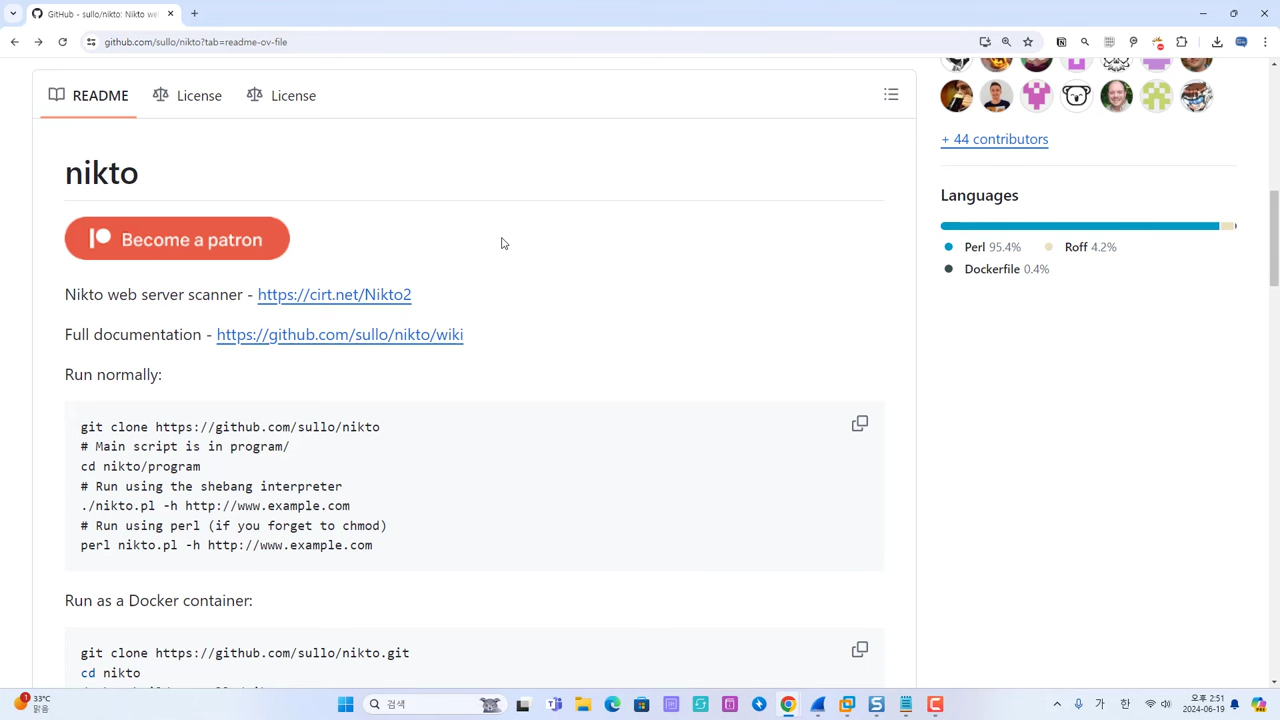 GitHub - sullo/nikto: Nikto we
github.com/sullo/nikto?tab=readme-ov-file
README
License
License
+ 44 contributors
nikto
Languages
Become a patron
Perl 95.4%
Roff 4.2%
Dockerfile 0.4%
Nikto web server scanner - https://cirt.net/Nikto2
Full documentation - https://github.com/sullo/nikto/wiki
Run normally:
git clone https://github.com/sullo/nikto
# Main script is in program/
cd nikto/program
# Run using the shebang interpreter
./nikto.pl -h http://www.example.com
# Run using perl (if you forget to chmod)
perl nikto.pl -h http://www.example.com
Run as a Docker container:
git clone https://github.com/sullo/nikto.git
cd nikto
1
33°C
맑음
검색
가
한
오후 2:51
2024-06-19